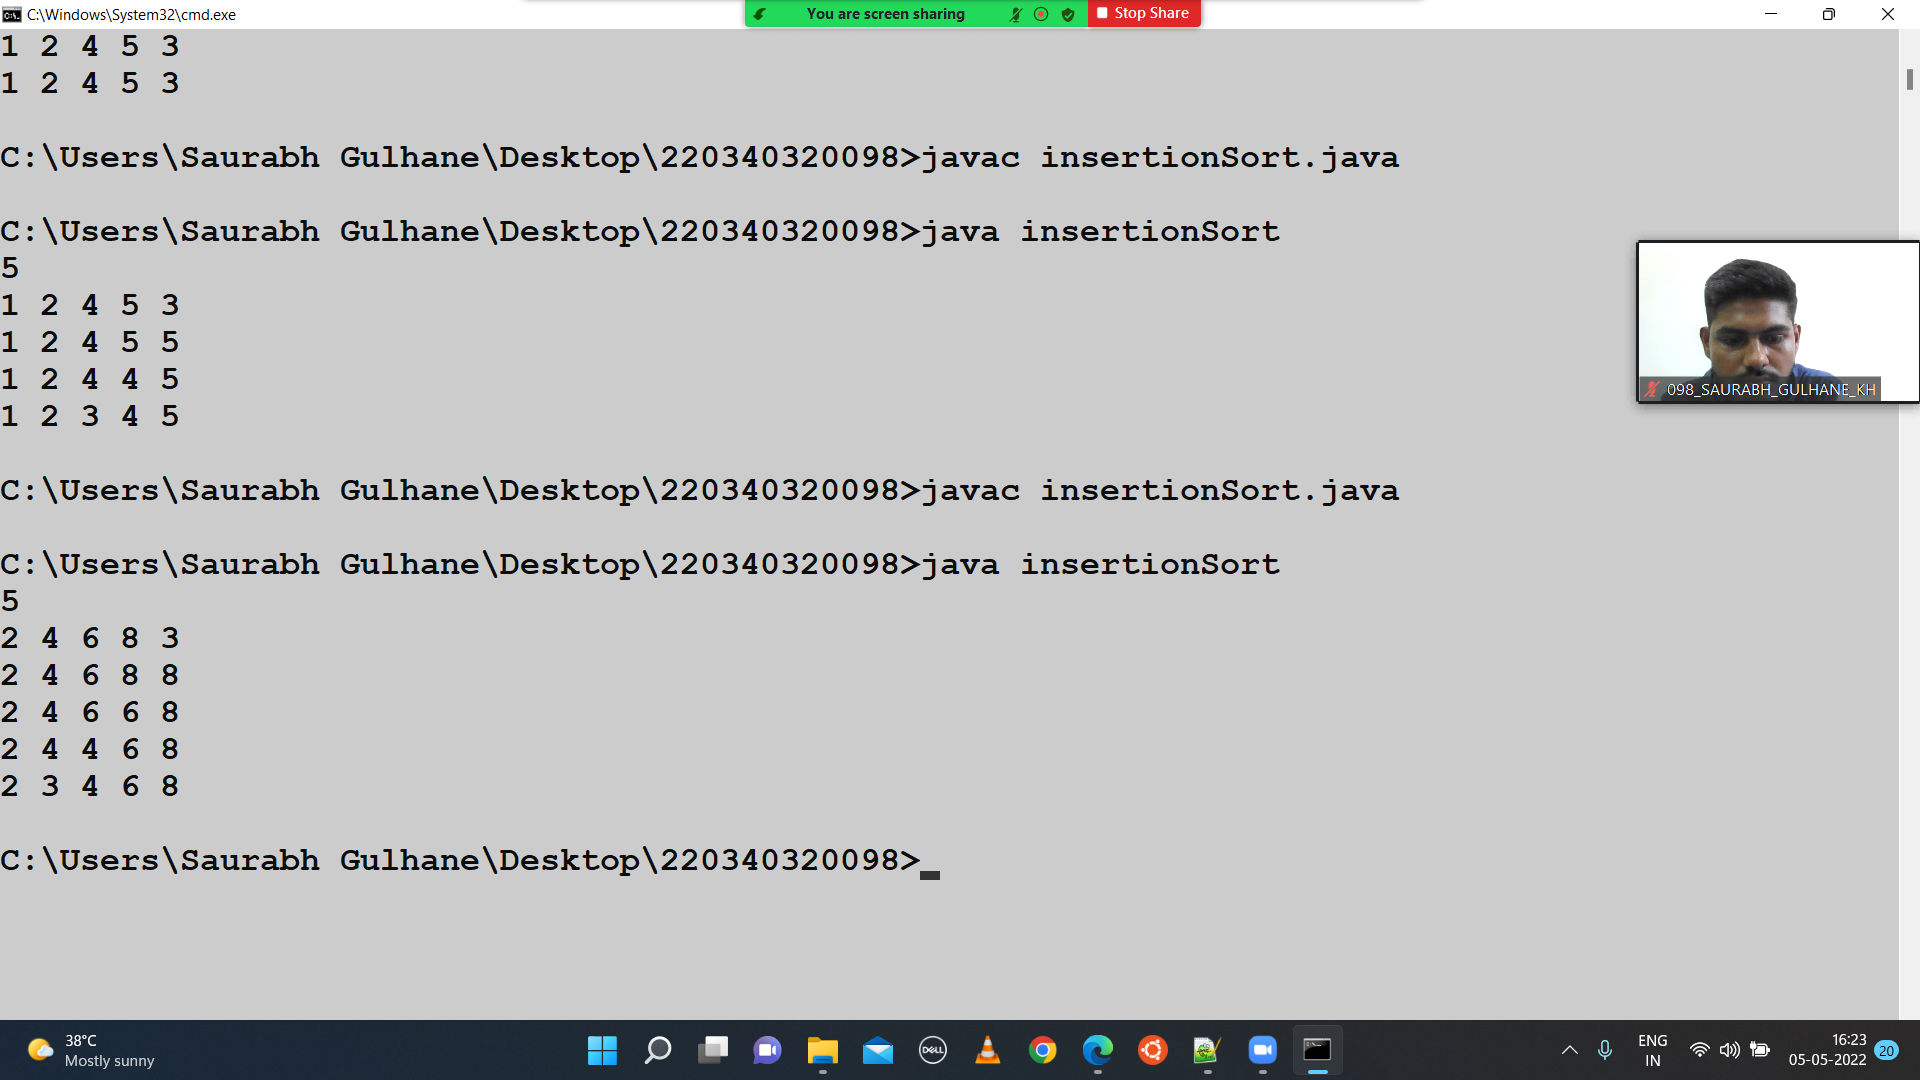 C:\Windows\System32\cmd.exe
You are screen sharing
Stop Share
1 2 4 5 3
1 2 4 5 3
C:\Users\Saurabh Gulhane\Desktop\220340320098>javac insertionSort.java
C:\Users\Saurabh Gulhane\Desktop\220340320098>java insertionSort
5
1 2 4 5 3
1 2 4 5 5
1 2 4 4 5
1 2 3 4 5
098_SAURABH_GULHANE_KH
C:\Users\Saurabh Gulhane\Desktop\220340320098>javac insertionSort.java
C:\Users\Saurabh Gulhane\Desktop\220340320098>java insertionSort
5
2 4 6 8 3
2 4 6 8 8
2 4 6 6 8
2 4 4 6 8
2 3 4 6 8
C:\Users\Saurabh Gulhane\Desktop\220340320098>
38°C
Mostly sunny
DELL
ENG
IN
16:23
05-05-2022
20